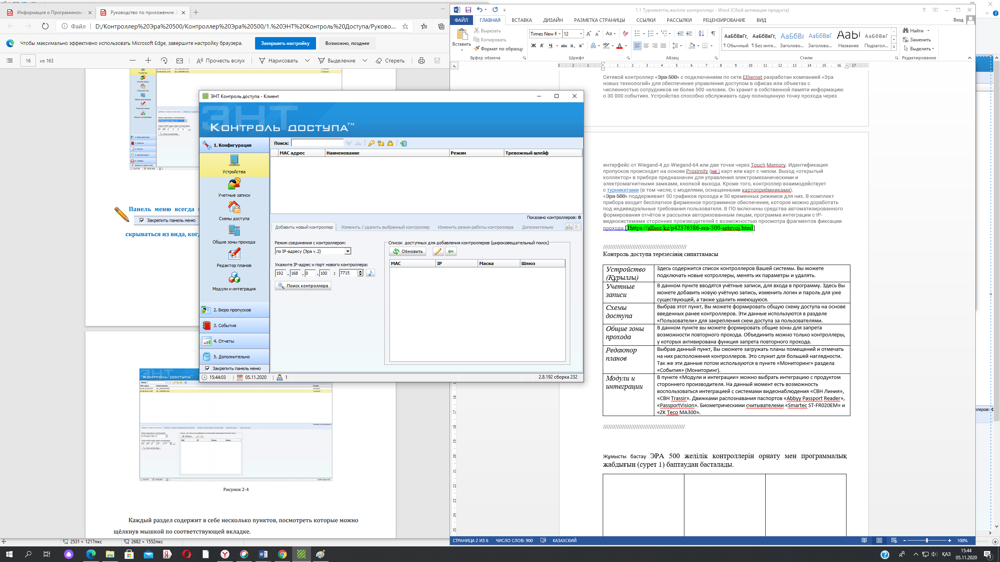 Информация о Программном
Руководство по приложению Э
Файл
D:/Контроллер%20Эра%20500/Контроллер%20Эра%20500/1.%20ЭНТ%20Контроль%20Доступа/Руково...
Чтобы максимально эффективно использовать Microsoft Edge, завершите настройку браузера.
Завершить настройку
Возможно, позднее
16 из 163
Прочесть вслух
Нарисовать
Выделение
Стереть
Панель меню всегда
Закрепить панель меню
скрываться из вида, ког
Рисунок 2-4
Каждый раздел содержит в себе несколько пунктов, посмотреть которые можно
щёлкнув мышкой по соответствующей вкладке.
2531 × 1217пкс
2682 × 1552пкс
ЭНТ Контроль доступа - Клиент
ЭНТ
Контроль доступа™
1. Конфигурация
Устройства
Учетные записи
Схемы доступа
Общие зоны прохода
Редактор планов
Модули и интеграция
2. Бюро пропусков
3. События
4. Отчеты
5. Дополнительно
Закрепить панель меню
Поиск:
MAC адрес Наименование Режим Тревожный шлейф
Показано контроллеров: 0
Добавить новый контроллер Изменить / удалить выбранный контроллер Изменить режим работы контроллера Дополнительно
Режим соединения с контроллером:
по IP-адресу (Эра v.2)
Укажите IP-адрес и порт нового контроллера:
192 . 168 . 0 . 100 : 7715
Поиск контроллера
Список доступных для добавления контроллеров (широковещательный поиск)
Обновить
MAC IP Маска Шлюз
15:44:03 05.11.2020 1 2.8.192 сборка 232
1.1 Турникеттің желілік контроллері - Word (Сбой активации продукта)
ФАЙЛ ГЛАВНАЯ ВСТАВКА ДИЗАЙН РАЗМЕТКА СТРАНИЦЫ ССЫЛКИ РАССЫЛКИ РЕЦЕНЗИРОВАНИЕ ВИД Вход
Вставить
Вырезать
Копировать
Формат по образцу
Буфер обмена
Times New R 12
Ж К Ч abc x₂ x²
Шрифт
Абзац
АаБбВвГг, АаБбВвГг, АаБбВв АаБбВвГ АаБ АаБбВвГ
¶ Обычный ¶ Без инте... Заголово... Заголово... Название Подзагол...
Стили
Найти
Заменить
Выделить
Редактирование
Сетевой контроллер «Эра-500» с подключением по сети Ethernet разработан компанией «Эра
новых технологий» для обеспечения управления доступом в офисах или объектах с
численностью сотрудников не более 500 человек. Он хранит в собственной памяти информацию
о 30 000 событиях. Устройство способно обслуживать одну полноценную точку прохода через
интерфейс от Wiegand-4 до Wiegand-64 или две точки через Touch Memory. Идентификация
пропусков происходит на основе Proximity (не ) карт или карт с чипом. Выход «открытый
коллектор» в приборе предназначен для управления электромеханическими и
электромагнитными замками, кнопкой выхода. Кроме того, контроллер взаимодействует
с турникетами (в том числе, с моделями, оснащенными картоприёмниками).
«Эра-500» поддерживает 50 графиков прохода и 50 временных режимов для них. В комплект
прибора входит бесплатное фирменное программное обеспечение, которое можно доработать
под индивидуальные требования пользователя. В ПО включены средства автоматизированного
формирования отчётов и рассылки авторизованным лицам, программа интеграции с IP-
видеосистемами сторонних производителей с возможностью просмотра фрагментов фиксации
прохода.[1https://allsee.kz/p42376586-era-500-setevoj.html]
Контроль доступа терезесінің сипаттамасы
Устройство
(Құрылғы)
Здесь содержится список контроллеров Вашей системы. Вы можете
подключать новые котроллеры, менять их параметры и удалять.
Учетные
записи
В данном пункте вводятся учётные записи, для входа в программу. Здесь Вы
можете добавить новую учётную запись, изменить логин и пароль для уже
существующей, а также удалить имеющуюся.
Схемы
доступа
Выбрав этот пункт, Вы можете формировать общую схему доступа на основе
введенных ранее контроллеров. Эти данные используются в разделе
«Пользователи» для закрепления схем доступа за пользователями.
Общие зоны
прохода
В данном пункте вы можете формировать общие зоны для запрета
возможности повторного прохода. Объединить можно только контроллеры,
у которых активирована функция запрета повторного прохода.
Редактор
планов
Выбрав данный пункт, Вы сможете загружать планы помещений и отмечать
на них расположения контроллеров. Это служит для большей наглядности.
Так же эти данные потом используются в пункте «Мониторинг» раздела
«События» (Мониторинг).
Модули и
интеграции
В пункте «Модули и интеграции» можно выбрать интеграцию с продуктом
стороннего производителя. На данный момент есть возможность
воспользоваться интеграцией с системами видеонаблюдения «СВН Линия»,
«СВН Trassir». Движками распознавания паспортов «Abbyy Passport Reader»,
«PassportVision». Биометрическими считывателеми «Smartec ST-FR020EM» и
«ZK Teco MA300».
Жұмысты бастау ЭРА 500 желілік контроллерін орнату мен программалық
жабдығын (сурет 1) баптаудан басталады.
СТРАНИЦА 2 ИЗ 6 ЧИСЛО СЛОВ: 900 КАЗАХСКИЙ 100%
ҚАЗ
15:44
05.11.2020